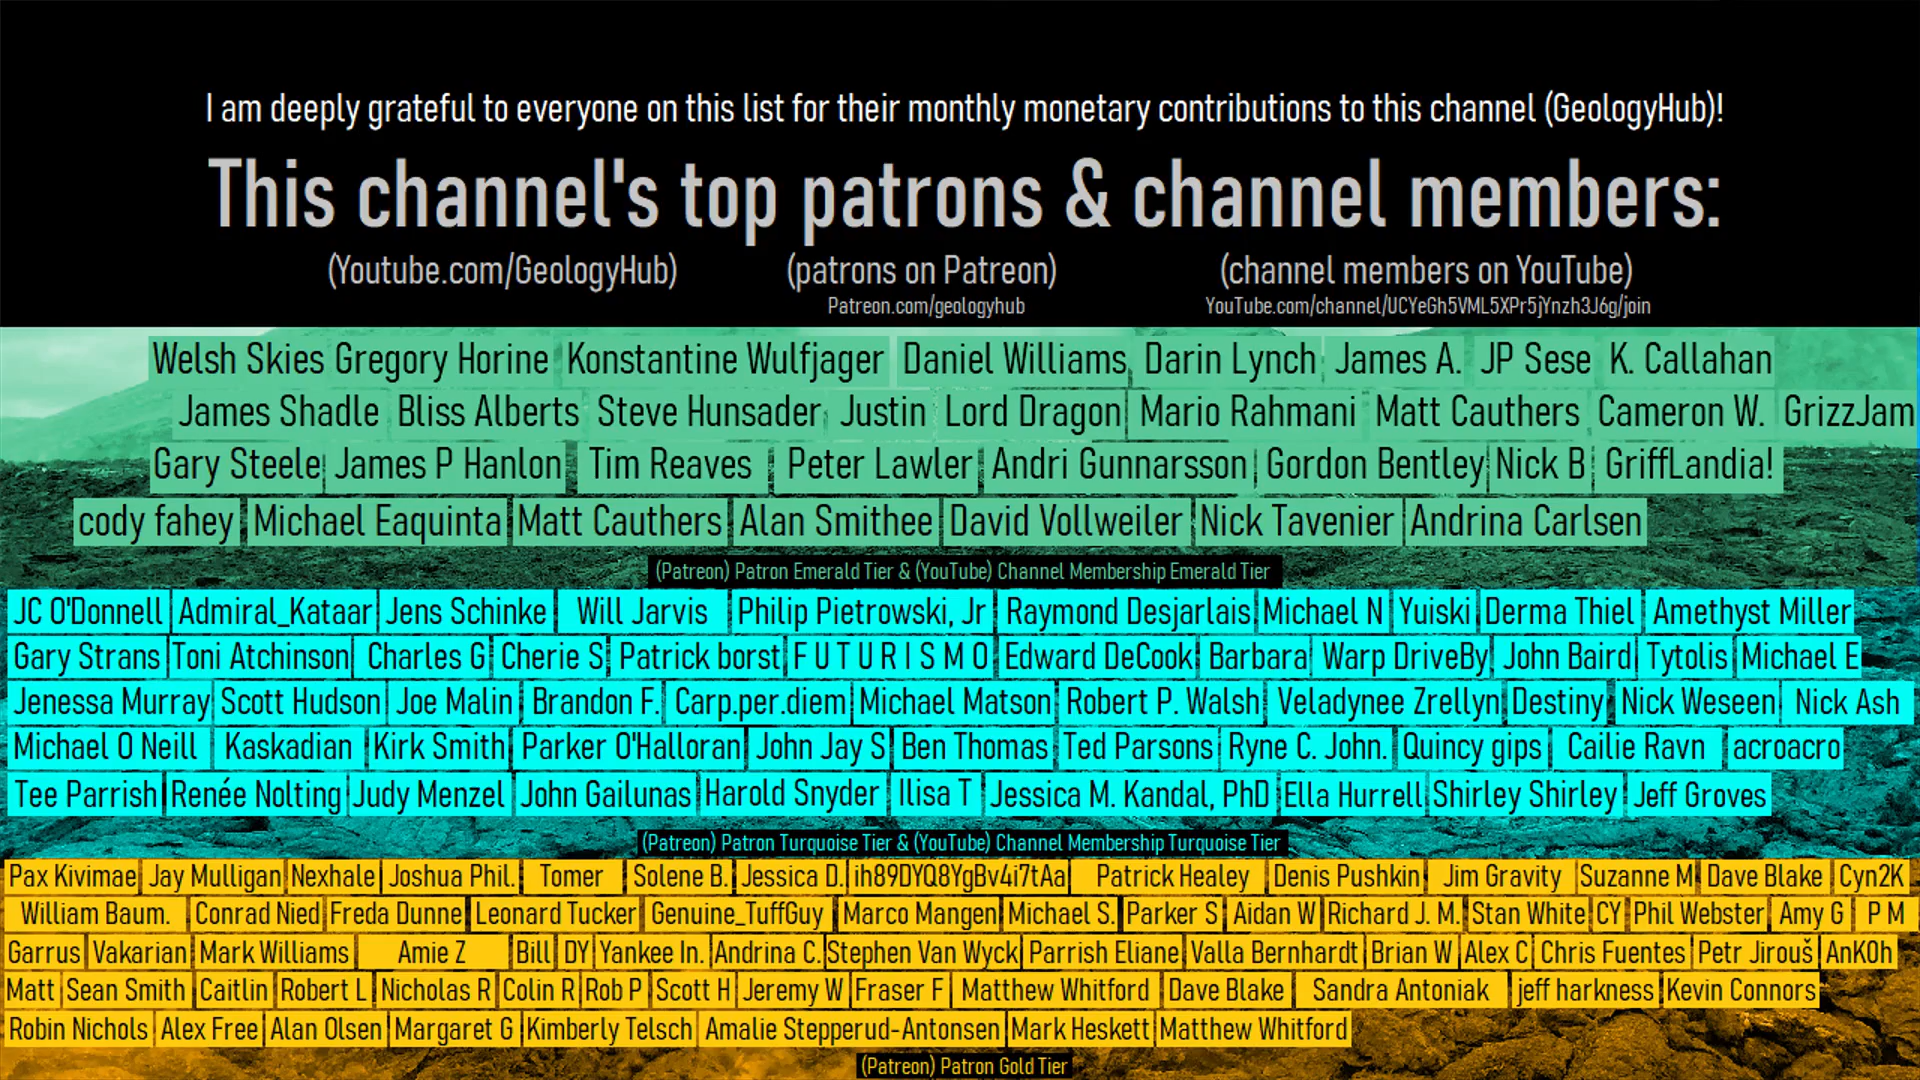 I am deeply grateful to everyone on this list for their monthly monetary contributions to this channel (GeologyHub)!
This channel's top patrons & channel members:
(Youtube.com/GeologyHub) (patrons on Patreon) (channel members on YouTube)
Patreon.com/geologyhub YouTube.com/channel/UCYeGh5VML5XPr5jYnzh3J6g/join
Welsh Skies Gregory Horine Konstantine Wulfjager Daniel Williams Darin Lynch James A. JP Sese K. Callahan
James Shadle Bliss Alberts Steve Hunsader Justin Lord Dragon Mario Rahmani Matt Cauthers Cameron W. GrizzJam
Gary Steele James P Hanlon Tim Reaves Peter Lawler Andri Gunnarsson Gordon Bentley Nick B GriffLandia!
cody fahey Michael Eaquinta Matt Cauthers Alan Smithee David Vollweiler Nick Tavenier Andrina Carlsen
(Patreon) Patron Emerald Tier & (YouTube) Channel Membership Emerald Tier
JC O'Donnell Admiral_Kataar Jens Schinke Will Jarvis Philip Pietrowski, Jr Raymond Desjarlais Michael N Yuiski Derma Thiel Amethyst Miller
Gary Strans Toni Atchinson Charles G Cherie S Patrick borst F U T U R I S M O Edward DeCook Barbara Warp DriveBy John Baird Tytolis Michael E
Jenessa Murray Scott Hudson Joe Malin Brandon F. Carp.per.diem Michael Matson Robert P. Walsh Veladynee Zrellyn Destiny Nick Weseen Nick Ash
Michael O Neill Kaskadian Kirk Smith Parker O'Halloran John Jay S Ben Thomas Ted Parsons Ryne C. John. Quincy gips Cailie Ravn acroacro
Tee Parrish Renée Nolting Judy Menzel John Gailunas Harold Snyder Ilisa T Jessica M. Kandal, PhD Ella Hurrell Shirley Shirley Jeff Groves
(Patreon) Patron Turquoise Tier & (YouTube) Channel Membership Turquoise Tier
Pax Kivimae Jay Mulligan Nexhale Joshua Phil. Tomer Solene B. Jessica D. ih89DYQ8YgBv4i7tAa Patrick Healey Denis Pushkin Jim Gravity Suzanne M Dave Blake Cyn2K
William Baum. Conrad Nied Freda Dunne Leonard Tucker Genuine_TuffGuy Marco Mangen Michael S. Parker S Aidan W Richard J. M. Stan White CY Phil Webster Amy G P M
Garrus Vakarian Mark Williams Amie Z Bill DY Yankee In. Andrina C. Stephen Van Wyck Parrish Eliane Valla Bernhardt Brian W Alex C Chris Fuentes Petr Jirouš AnKOh
Matt Sean Smith Caitlin Robert L Nicholas R Colin R Rob P Scott H Jeremy W Fraser F Matthew Whitford Dave Blake Sandra Antoniak jeff harkness Kevin Connors
Robin Nichols Alex Free Alan Olsen Margaret G Kimberly Telsch Amalie Stepperud-Antonsen Mark Heskett Matthew Whitford
(Patreon) Patron Gold Tier